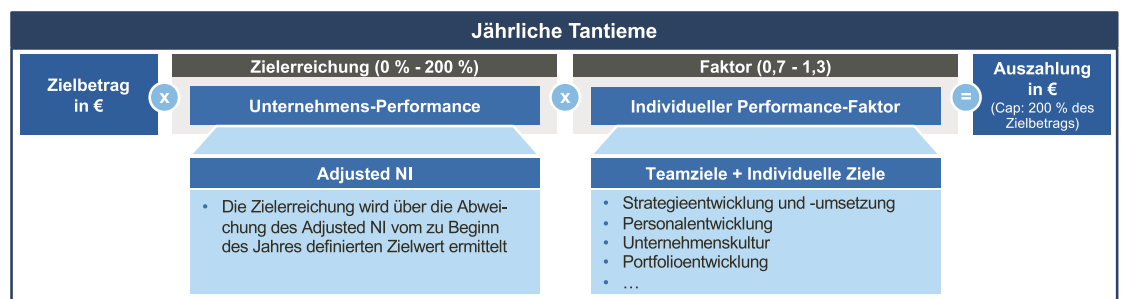 Jährliche Tantieme
Zielbetrag
in €
x
Zielerreichung (0 % - 200 %)
Unternehmens-Performance
x
Faktor (0,7 - 1,3)
Individueller Performance-Faktor
=
Auszahlung
in €
(Cap: 200 % des
Zielbetrags)
Adjusted NI
• Die Zielerreichung wird über die Abwei-
chung des Adjusted NI vom zu Beginn
des Jahres definierten Zielwert ermittelt
Teamziele + Individuelle Ziele
• Strategieentwicklung und -umsetzung
• Personalentwicklung
• Unternehmenskultur
• Portfolioentwicklung
• …